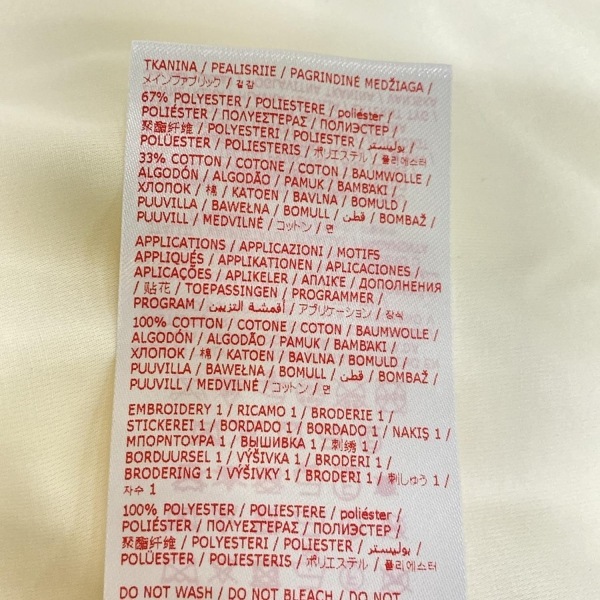 TKANINA / PEALISRIIE / PAGRINDINĖ MEDŽIAGA /
メインファブリック / 겉감
67% POLYESTER / POLIESTERE / poliéster /
POLIÉSTER / ΠΟΛΥΕΣΤΕΡΑΣ / ПОЛИЭСТЕР /
聚酯纤维 / POLYESTERI / POLIESTER / بوليستر /
POLÜESTER / POLIESTERIS / ポリエステル / 폴리에스터
33% COTTON / COTONE / COTON / BAUMWOLLE /
ALGODÓN / ALGODÃO / PAMUK / ΒΑΜΒΑΚΙ /
ХЛОПОК / 棉 / KATOEN / BAVLNA / BOMULD /
PUUVILLA / BAWEŁNA / BOMULL / قطن / BOMBAŽ /
PUUVILL / MEDVILNĖ / コットン / 면
APPLICATIONS / APPLICAZIONI / MOTIFS
APPLIQUÉS / APPLIKATIONEN / APLICACIONES /
APLICAÇÕES / APLIKELER / ΑΠΛΙΚΕ / ДОПОЛНЕНИЯ
/ 贴花 / TOEPASSINGEN / PROGRAMMER /
PROGRAM / أقمشة التزيين / アプリケーション / 장식
100% COTTON / COTONE / COTON / BAUMWOLLE /
ALGODÓN / ALGODÃO / PAMUK / ΒΑΜΒΑΚΙ /
ХЛОПОК / 棉 / KATOEN / BAVLNA / BOMULD /
PUUVILLA / BAWEŁNA / BOMULL / قطن / BOMBAŽ /
PUUVILL / MEDVILNĖ / コットン / 면
EMBROIDERY 1 / RICAMO 1 / BRODERIE 1 /
STICKEREI 1 / BORDADO 1 / BORDADO 1 / NAKIŞ 1 /
ΜΠΟΡΝΤΟΥΡΑ 1 / ВЫШИВКА 1 / 刺绣 1 /
BORDUURSEL 1 / VÝŠIVKA 1 / BRODERI 1 /
BRODERING 1 / VÝŠIVKY 1 / BRODERI 1 / 刺しゅう 1 /
자수 1
100% POLYESTER / POLIESTERE / poliéster /
POLIÉSTER / ΠΟΛΥΕΣΤΕΡΑΣ / ПОЛИЭСТЕР /
聚酯纤维 / POLYESTERI / POLIESTER / بوليستر /
POLÜESTER / POLIESTERIS / ポリエステル / 폴리에스터
DO NOT WASH / DO NOT BLEACH / DO NOT